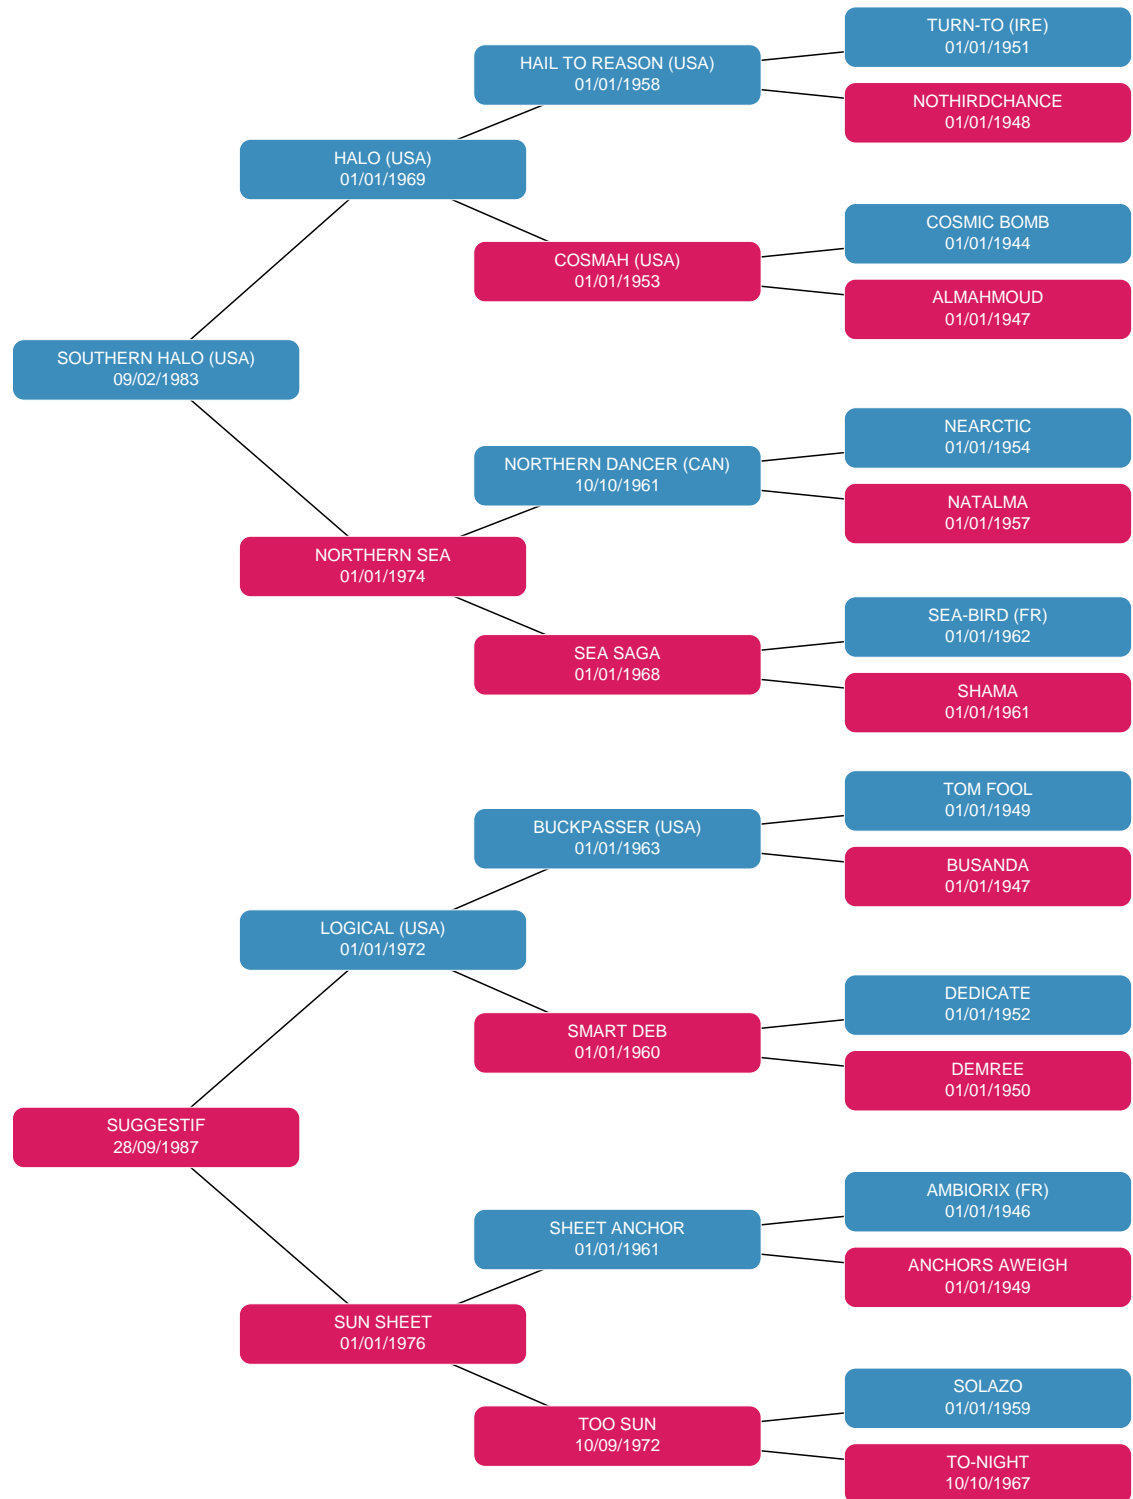 TURN-TO (IRE)
01/01/1951
HAIL TO REASON (USA)
01/01/1958
NOTHIRDCHANCE
01/01/1948
HALO (USA)
01/01/1969
COSMIC BOMB
01/01/1944
COSMAH (USA)
01/01/1953
ALMAHMOUD
01/01/1947
SOUTHERN HALO (USA)
09/02/1983
NEARCTIC
01/01/1954
NORTHERN DANCER (CAN)
10/10/1961
NATALMA
01/01/1957
NORTHERN SEA
01/01/1974
SEA-BIRD (FR)
01/01/1962
SEA SAGA
01/01/1968
SHAMA
01/01/1961
TOM FOOL
01/01/1949
BUCKPASSER (USA)
01/01/1963
BUSANDA
01/01/1947
LOGICAL (USA)
01/01/1972
DEDICATE
01/01/1952
SMART DEB
01/01/1960
DEMREE
01/01/1950
SUGGESTIF
28/09/1987
AMBIORIX (FR)
01/01/1946
SHEET ANCHOR
01/01/1961
ANCHORS AWEIGH
01/01/1949
SUN SHEET
01/01/1976
SOLAZO
01/01/1959
TOO SUN
10/09/1972
TO-NIGHT
10/10/1967